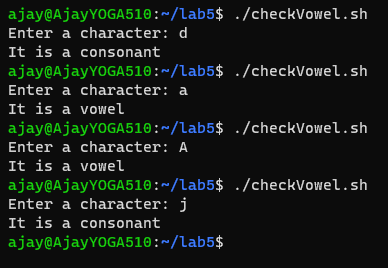 ajay@AjayYOGA510:~/lab5$ ./checkVowel.sh
Enter a character: d
It is a consonant
ajay@AjayYOGA510:~/lab5$ ./checkVowel.sh
Enter a character: a
It is a vowel
ajay@AjayYOGA510:~/lab5$ ./checkVowel.sh
Enter a character: A
It is a vowel
ajay@AjayYOGA510:~/lab5$ ./checkVowel.sh
Enter a character: j
It is a consonant
ajay@AjayYOGA510:~/lab5$